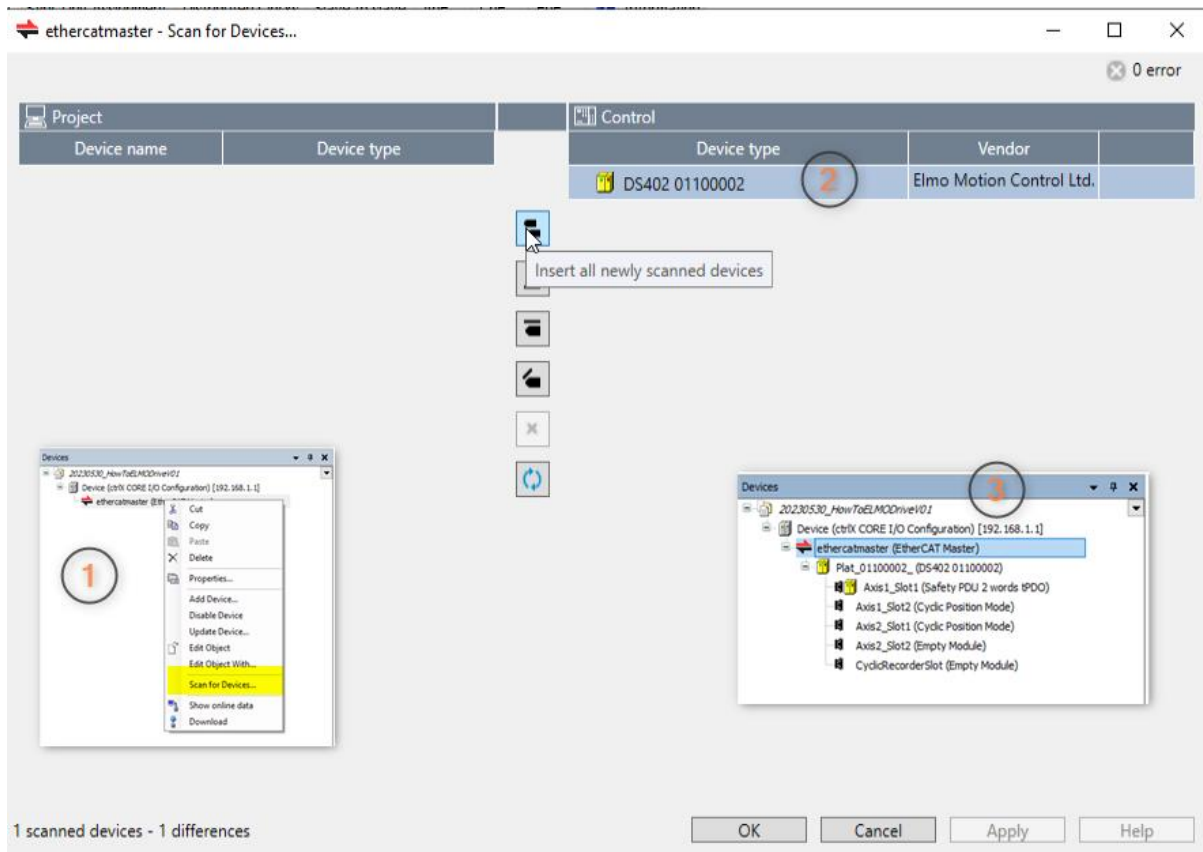 ethercatmaster - Scan for Devices...
0 error
Project
Control
Device name
Device type
Device type
Vendor
DS402 01100002
2
Elmo Motion Control Ltd.
Insert all newly scanned devices
Devices
20230530_HowToELMODriveV01
Device (ctrlX CORE I/O Configuration) [192.168.1.1]
ethercatmaster (EtherCAT Master)
1
Cut
Copy
Paste
Delete
Properties...
Add Device...
Disable Device
Update Device...
Edit Object
Edit Object With...
Scan for Devices...
Show online data
Download
Devices
3
20230530_HowToELMODriveV01
Device (ctrlX CORE I/O Configuration) [192.168.1.1]
ethercatmaster (EtherCAT Master)
Plat_01100002_ (DS402 01100002)
Axis1_Slot1 (Safety PDU 2 words tPDO)
Axis1_Slot2 (Cyclic Position Mode)
Axis2_Slot1 (Cyclic Position Mode)
Axis2_Slot2 (Empty Module)
CyclicRecorderSlot (Empty Module)
1 scanned devices - 1 differences
OK
Cancel
Apply
Help